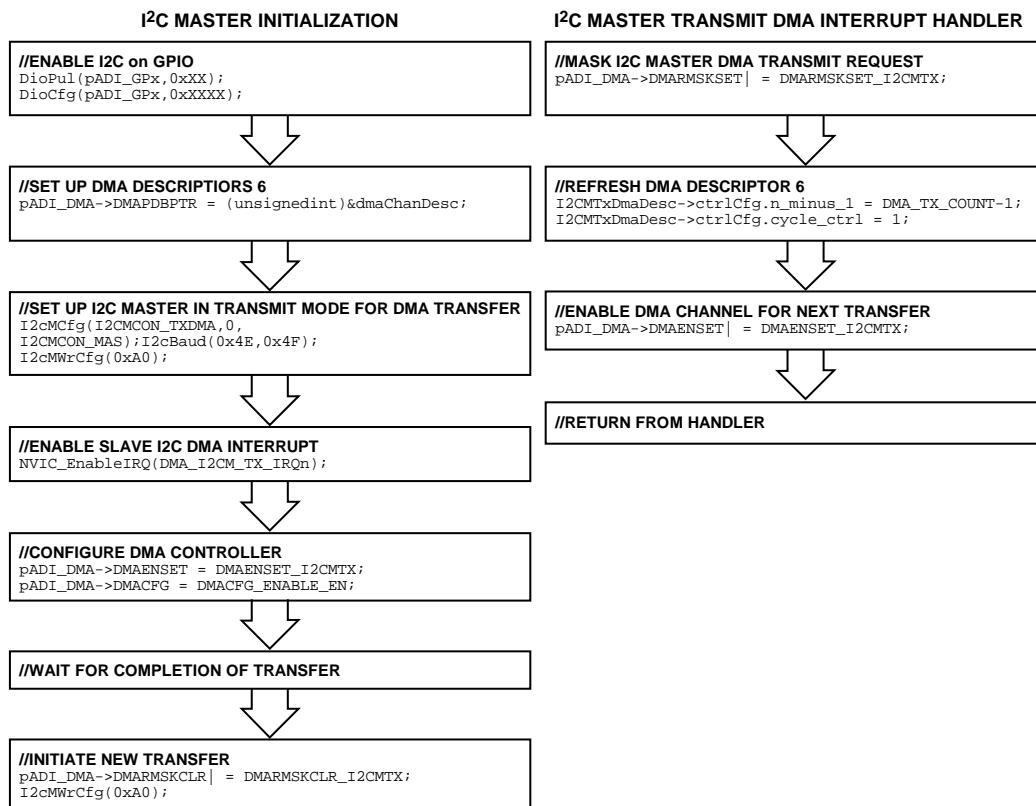 I²C MASTER INITIALIZATION
//ENABLE I2C on GPIO
DioPul(pADI_GPx,0xXX);
DioCfg(pADI_GPx,0xXXXX);
//SET UP DMA DESCRIPTIORS 6
pADI_DMA->DMAPDBPTR = (unsignedint)&dmaChanDesc;
//SET UP I2C MASTER IN TRANSMIT MODE FOR DMA TRANSFER
I2cMCfg(I2CMCON_TXDMA,0,
I2CMCON_MAS);I2cBaud(0x4E,0x4F);
I2cMWrCfg(0xA0);
//ENABLE SLAVE I2C DMA INTERRUPT
NVIC_EnableIRQ(DMA_I2CM_TX_IRQn);
//CONFIGURE DMA CONTROLLER
pADI_DMA->DMAENSET = DMAENSET_I2CMTX;
pADI_DMA->DMACFG = DMACFG_ENABLE_EN;
//WAIT FOR COMPLETION OF TRANSFER
//INITIATE NEW TRANSFER
pADI_DMA->DMARMSKCLR| = DMARMSKCLR_I2CMTX;
I2cMWrCfg(0xA0);
I²C MASTER TRANSMIT DMA INTERRUPT HANDLER
//MASK I2C MASTER DMA TRANSMIT REQUEST
pADI_DMA->DMARMSKSET| = DMARMSKSET_I2CMTX;
//REFRESH DMA DESCRIPTOR 6
I2CMTxDmaDesc->ctrlCfg.n_minus_1 = DMA_TX_COUNT-1;
I2CMTxDmaDesc->ctrlCfg.cycle_ctrl = 1;
//ENABLE DMA CHANNEL FOR NEXT TRANSFER
pADI_DMA->DMAENSET| = DMAENSET_I2CMTX;
//RETURN FROM HANDLER